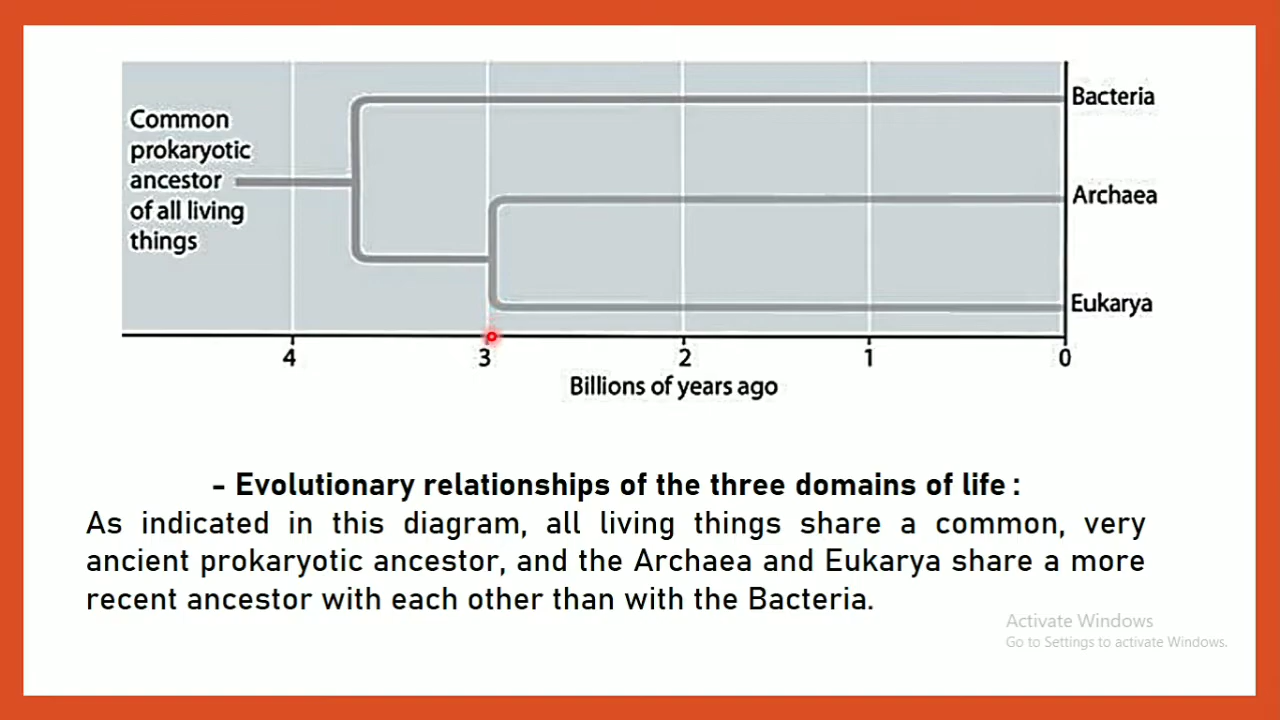 Common
prokaryotic
ancestor
of all living
things
Bacteria
Archaea
Eukarya
4 3 2 1 0
Billions of years ago
- Evolutionary relationships of the three domains of life :
As indicated in this diagram, all living things share a common, very
ancient prokaryotic ancestor, and the Archaea and Eukarya share a more
recent ancestor with each other than with the Bacteria.
Activate Windows
Go to Settings to activate Windows.